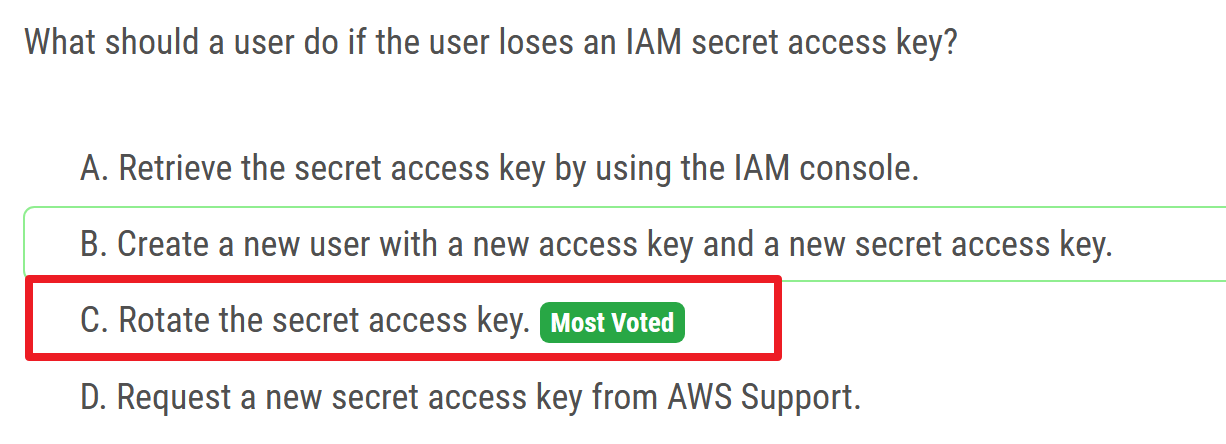 What should a user do if the user loses an IAM secret access key?
A. Retrieve the secret access key by using the IAM console.
B. Create a new user with a new access key and a new secret access key.
C. Rotate the secret access key. Most Voted
D. Request a new secret access key from AWS Support.